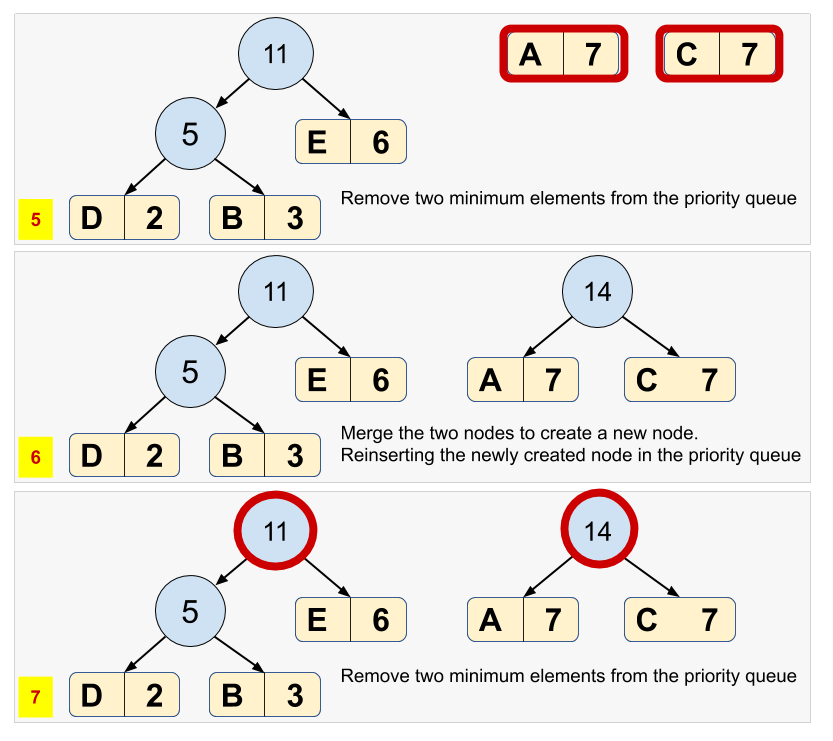 11
A 7
C 7
5
E 6
D 2
B 3
Remove two minimum elements from the priority queue
5
11
14
5
E 6
A 7
C 7
D 2
B 3
Merge the two nodes to create a new node.
Reinserting the newly created node in the priority queue
6
11
14
5
E 6
A 7
C 7
D 2
B 3
Remove two minimum elements from the priority queue
7